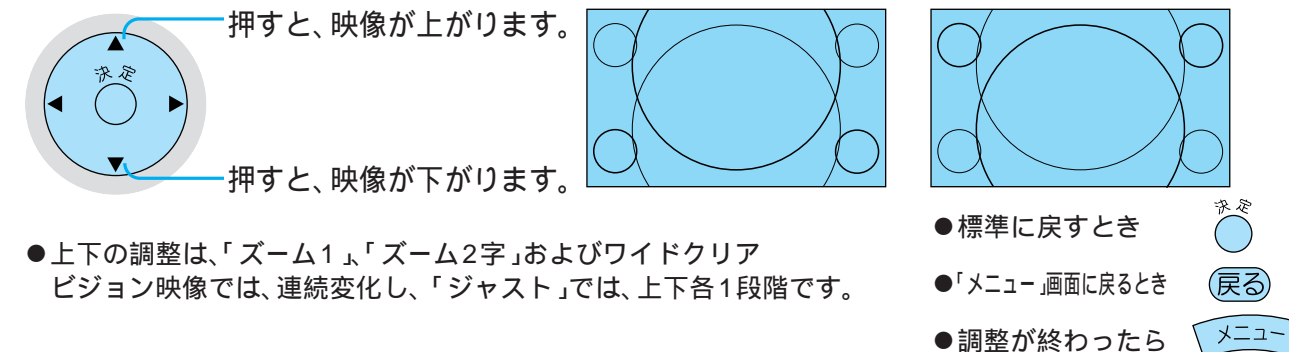 押すと、映像が上がります。
決定
押すと、映像が下がります。
●上下の調整は、「ズーム1」、「ズーム2字」およびワイドクリア
ビジョン映像では、連続変化し、「ジャスト」では、上下各1段階です。
●標準に戻すとき
決定
●「メニュー」画面に戻るとき
戻る
●調整が終わったら
メニュー